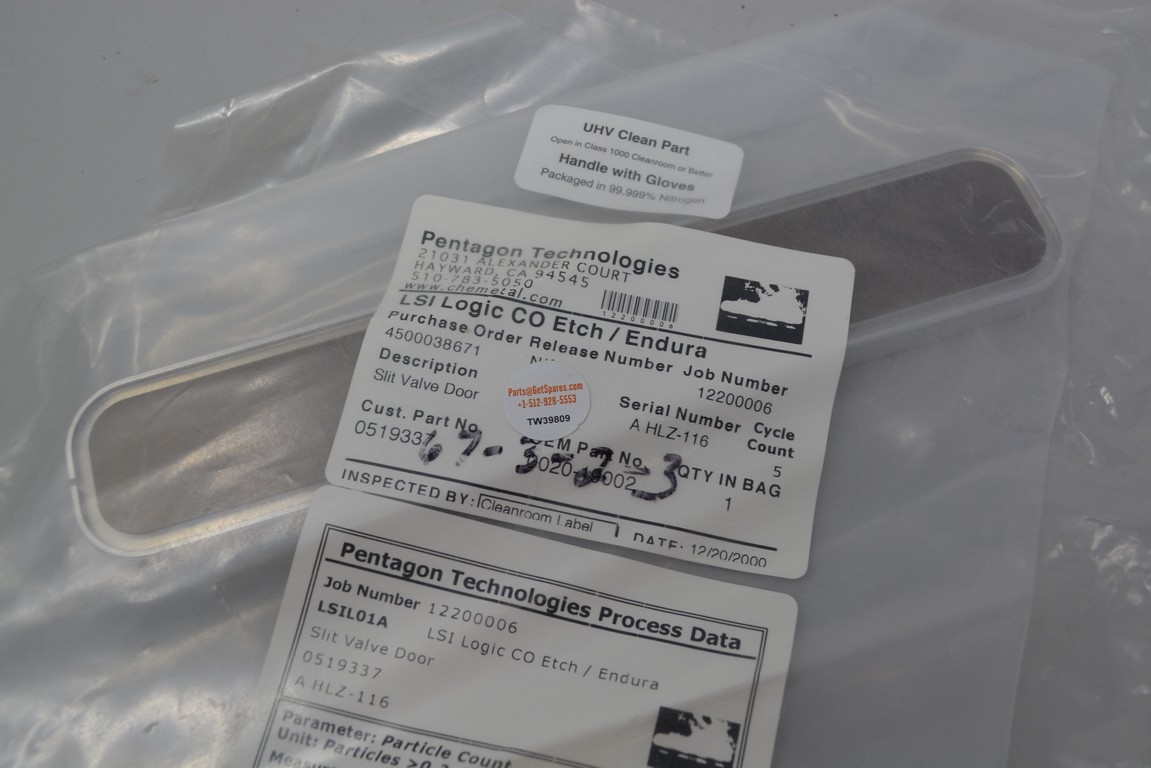 UHV Clean Part
Open in Class 1000 Cleanroom or Better
Handle with Gloves
Packaged in 99.999% Nitrogen
Pentagon Technologies
21031 ALEXANDER COURT
HAYWARD, CA 94545
510-783-5050
www.chemetal.com
12200006
LSI Logic CO Etch / Endura
Purchase Order Release Number Job Number
4500038671
12200006
Description
Slit Valve Door
Parts@GetSpares.com
+1-512-928-5553
TW39809
Serial Number Cycle Count
A HLZ-116 5
Cust. Part No.
0519337
Part No.
QTY IN BAG
1
INSPECTED BY: Cleanroom Label DATE: 12/20/2000
Pentagon Technologies Process Data
Job Number 12200006
LSIL01A LSI Logic CO Etch / Endura
Slit Valve Door
0519337
A HLZ-116
Parameter: Particle Count
Unit: Particles